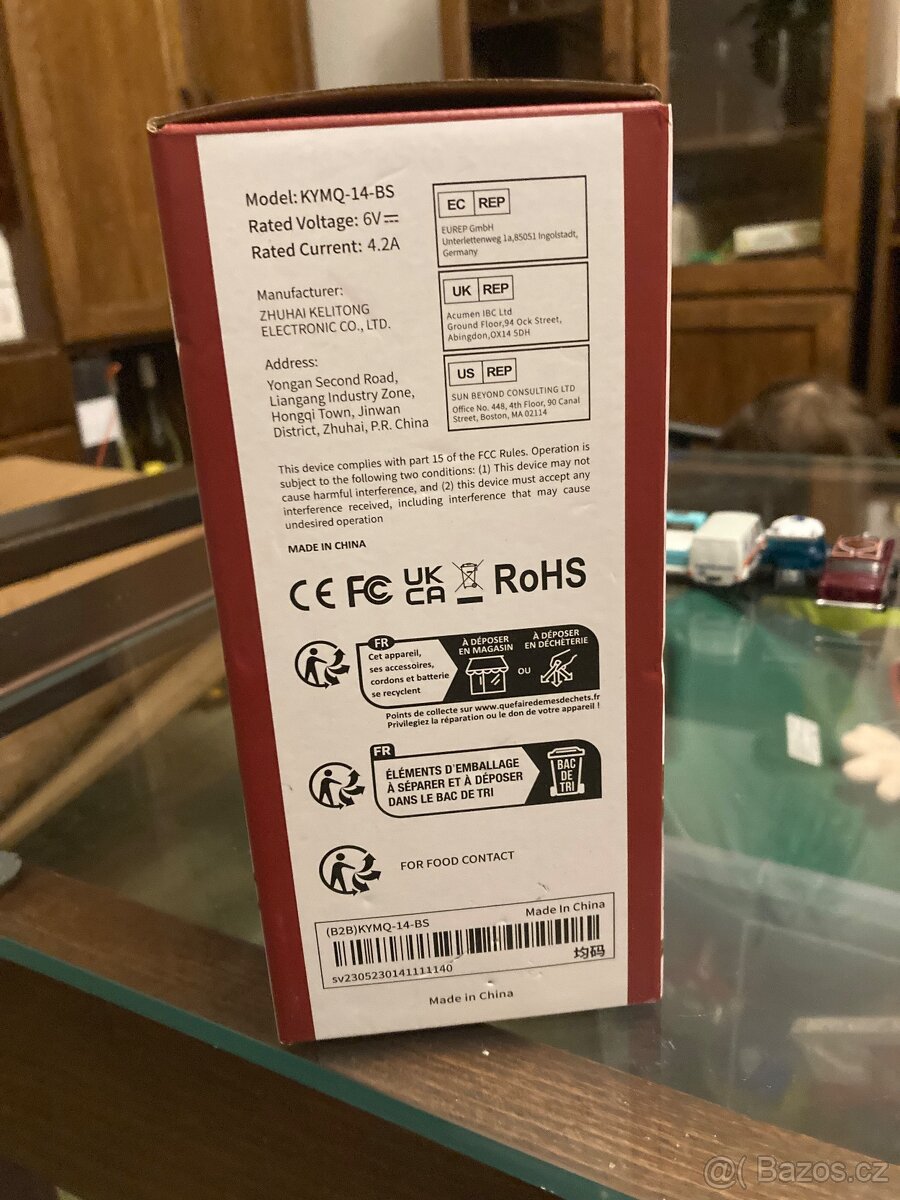 Model: KYMQ-14-BS
Rated Voltage: 6V⎓
Rated Current: 4.2A
Manufacturer:
ZHUHAI KELITONG
ELECTRONIC CO., LTD.
Address:
Yongan Second Road,
Liangang Industry Zone,
Hongqi Town, Jinwan
District, Zhuhai, P.R. China
EC REP
EUREP GmbH
Unterlettenweg 1a,85051 Ingolstadt,
Germany
UK REP
Acumen IBC Ltd
Ground Floor,94 Ock Street,
Abingdon,OX14 5DH
US REP
SUN BEYOND CONSULTING LTD
Office No. 448, 4th Floor, 90 Canal
Street, Boston, MA 02114
This device complies with part 15 of the FCC Rules. Operation is
subject to the following two conditions: (1) This device may not
cause harmful interference, and (2) this device must accept any
interference received, including interference that may cause
undesired operation
MADE IN CHINA
CE FC UK CA RoHS
FR
Cet appareil,
ses accessoires,
cordons et batterie
se recyclent
À DÉPOSER
EN MAGASIN
OU
À DÉPOSER
EN DÉCHÈTERIE
Points de collecte sur www.quefairedemesdechets.fr
Privilegiez la réparation ou le don de votre appareil !
FR
ÉLÉMENTS D'EMBALLAGE
À SÉPARER ET À DÉPOSER
DANS LE BAC DE TRI
BAC
DE
TRI
FOR FOOD CONTACT
(B2B)KYMQ-14-BS
Made In China
sv2305230141111140
均码
Made in China
@( Bazos.cz